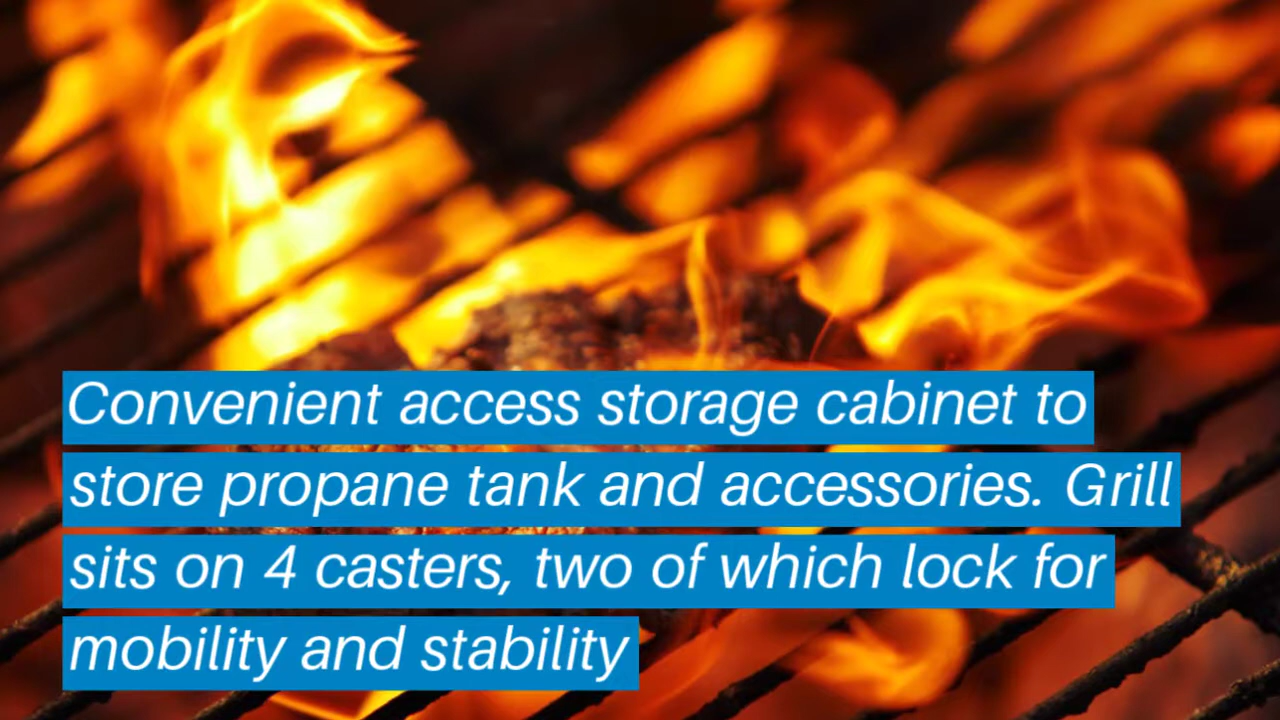 Convenient access storage cabinet to
store propane tank and accessories. Grill
sits on 4 casters, two of which lock for
mobility and stability